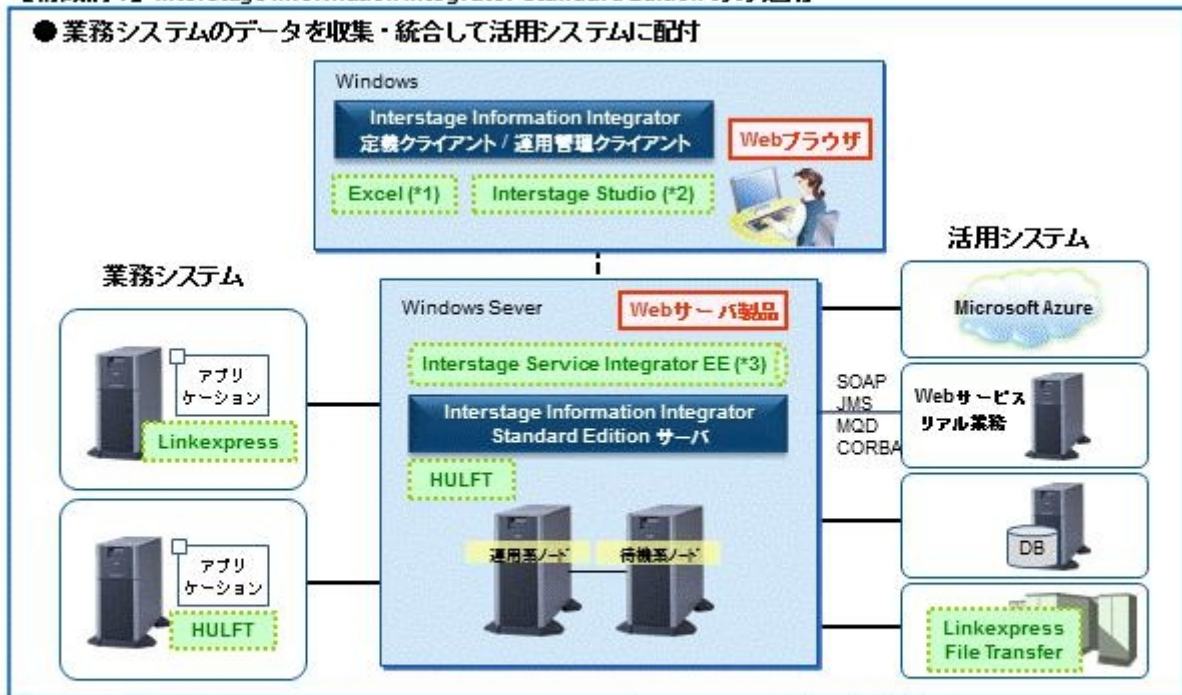 Interstage Information Integrator Standard Edition
●業務システムのデータを収集・統合して活用システムに配付
Windows
Interstage Information Integrator
定義クライアント / 運用管理クライアント
Webブラウザ
Excel (*1)
Interstage Studio (*2)
業務システム
活用システム
Windows Sever
Webサーバ製品
Interstage Service Integrator EE (*3)
Interstage Information Integrator
Standard Edition サーバ
HULFT
運用系ノード
待機系ノード
アプリ
ケーション
Linkexpress
アプリ
ケーション
HULFT
Microsoft Azure
SOAP
JMS
MQD
CORBA
Webサービス
リアル業務
DB
Linkexpress
File Transfer